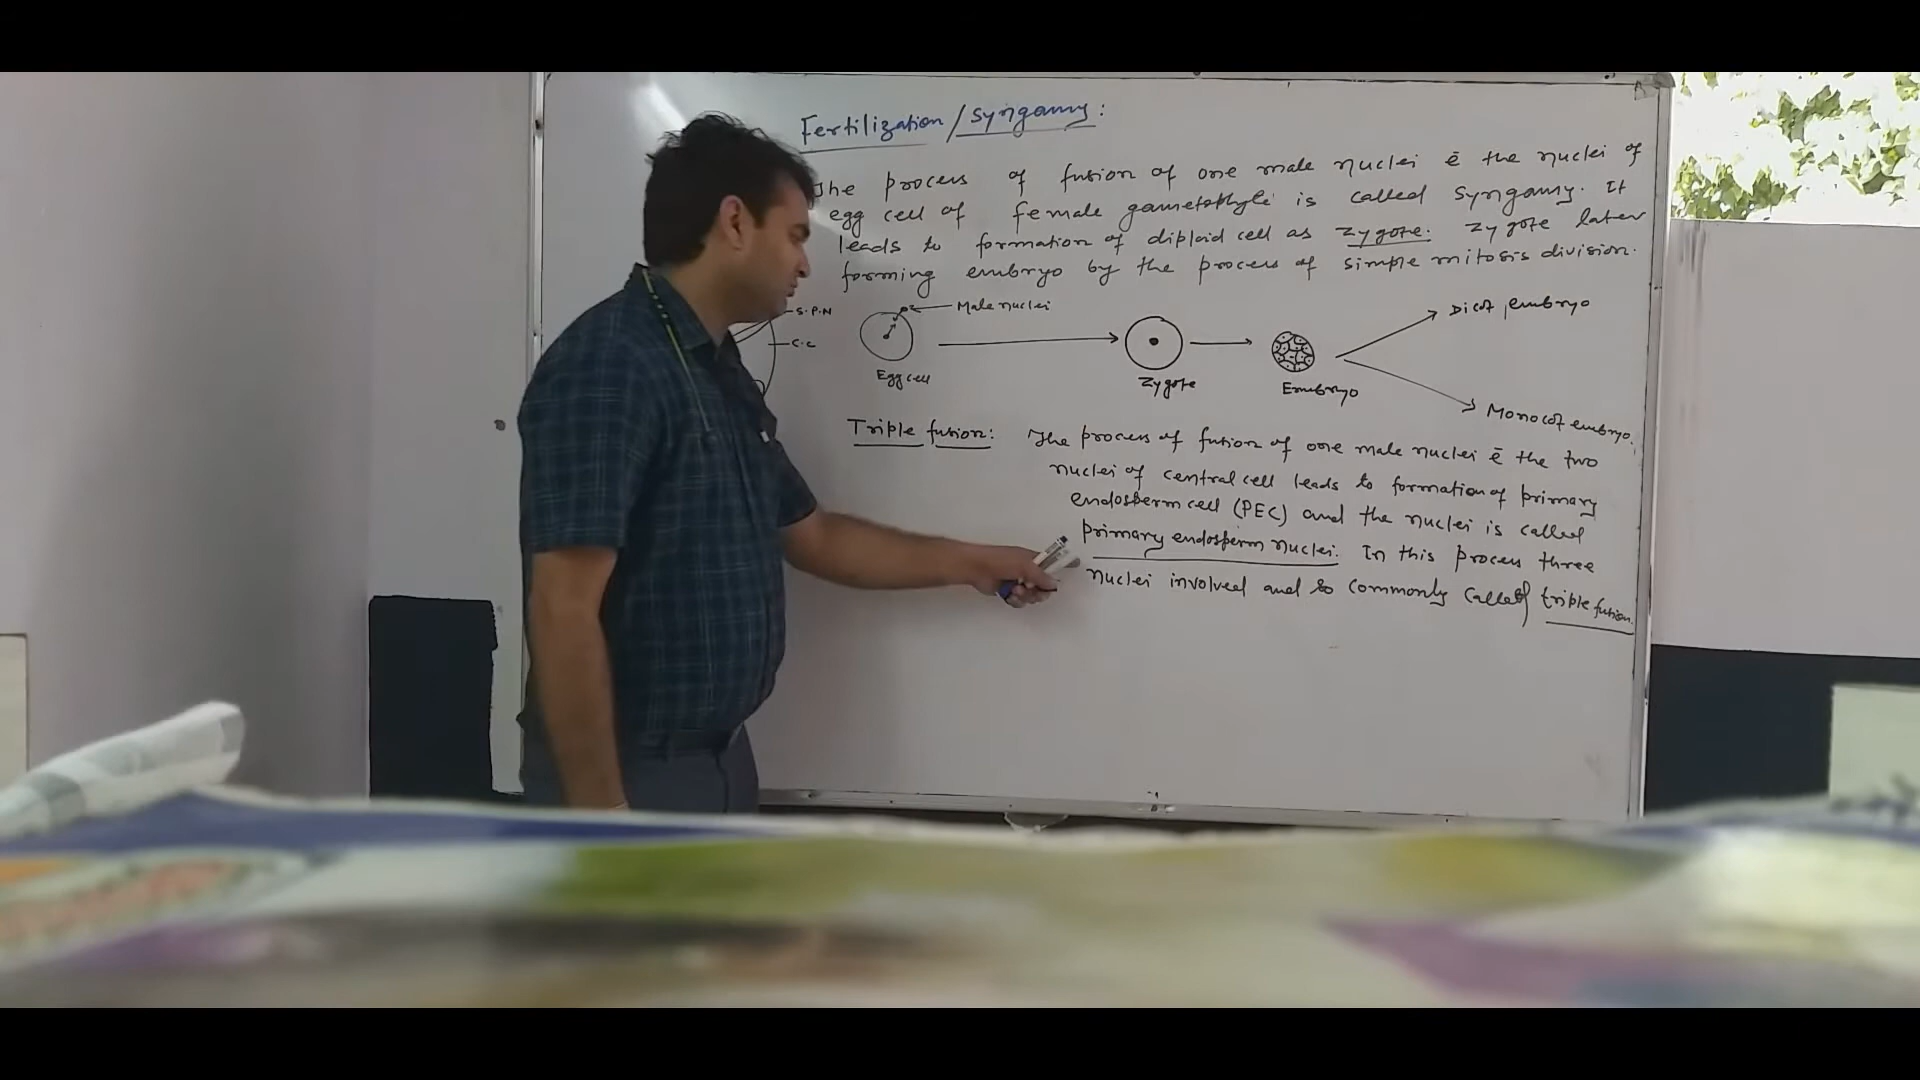 Fertilization / Syngamy:
The process of fusion of one male nuclei ē the nuclei of
egg cell of female gametophyte is called Syngamy. It
leads to formation of diploid cell as Zygote. Zygote later
forming embryo by the process of simple mitosis division.
S.P.N
C.C
Male nuclei
Egg cell
Zygote
Embryo
Dicot embryo
Monocot embryo.
Triple fusion: The process of fusion of one male nuclei ē the two
nuclei of central cell leads to formation of primary
endosperm cell (PEC) and the nuclei is called
primary endosperm nuclei. In this process three
nuclei involved and so commonly called triple fusion.